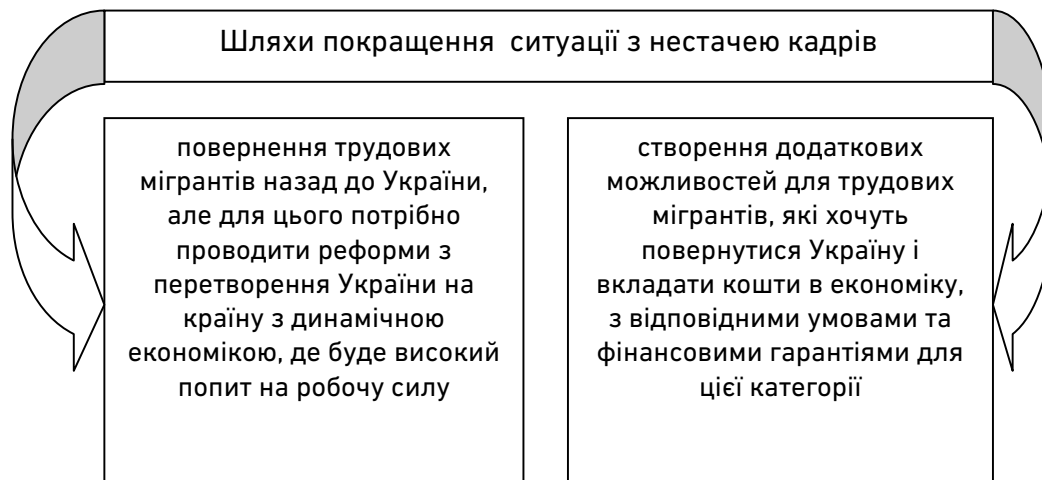 Шляхи покращення  ситуації з нестачею кадрів
повернення трудових
мігрантів назад до України,
але для цього потрібно
проводити реформи з
перетворення України на
країну з динамічною
економікою, де буде високий
попит на робочу силу
створення додаткових
можливостей для трудових
мігрантів, які хочуть
повернутися Україну і
вкладати кошти в економіку,
з відповідними умовами та
фінансовими гарантіями для
цієї категорії